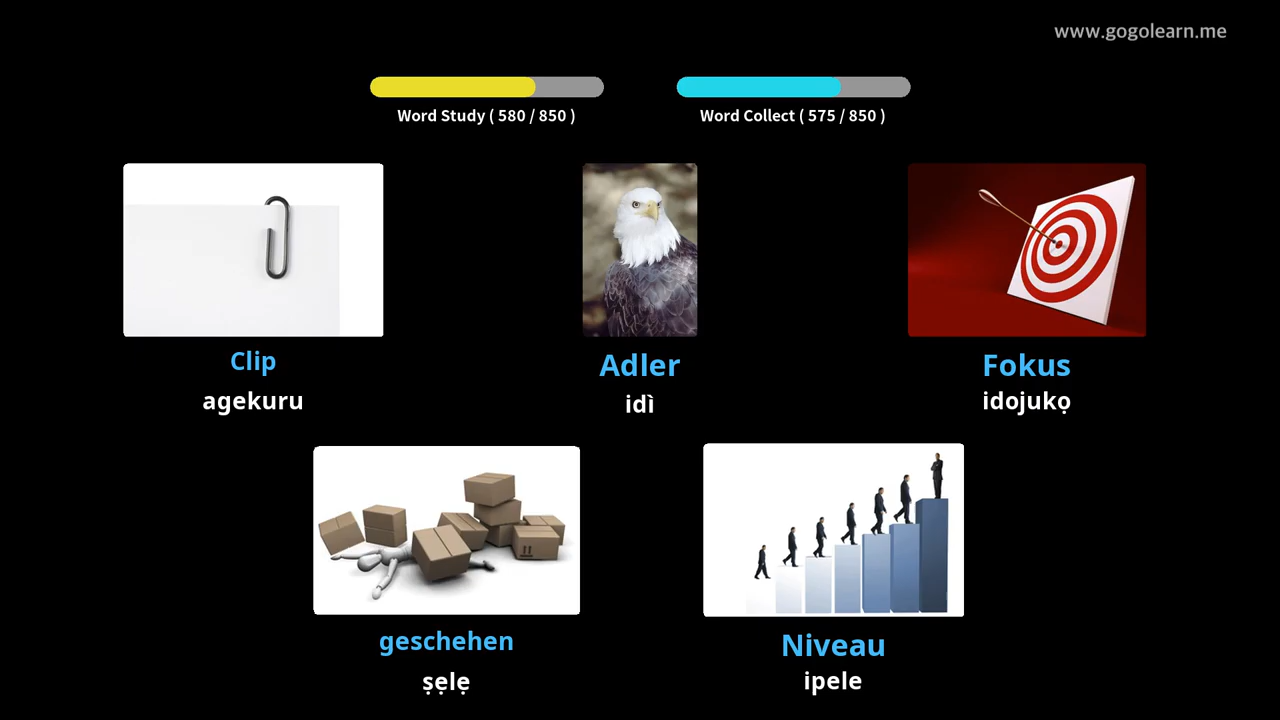 www.gogolearn.me
Word Study ( 580 / 850 )
Word Collect ( 575 / 850 )
Clip
agekuru
Adler
idì
Fokus
idojukọ
geschehen
ṣẹlẹ
Niveau
ipele